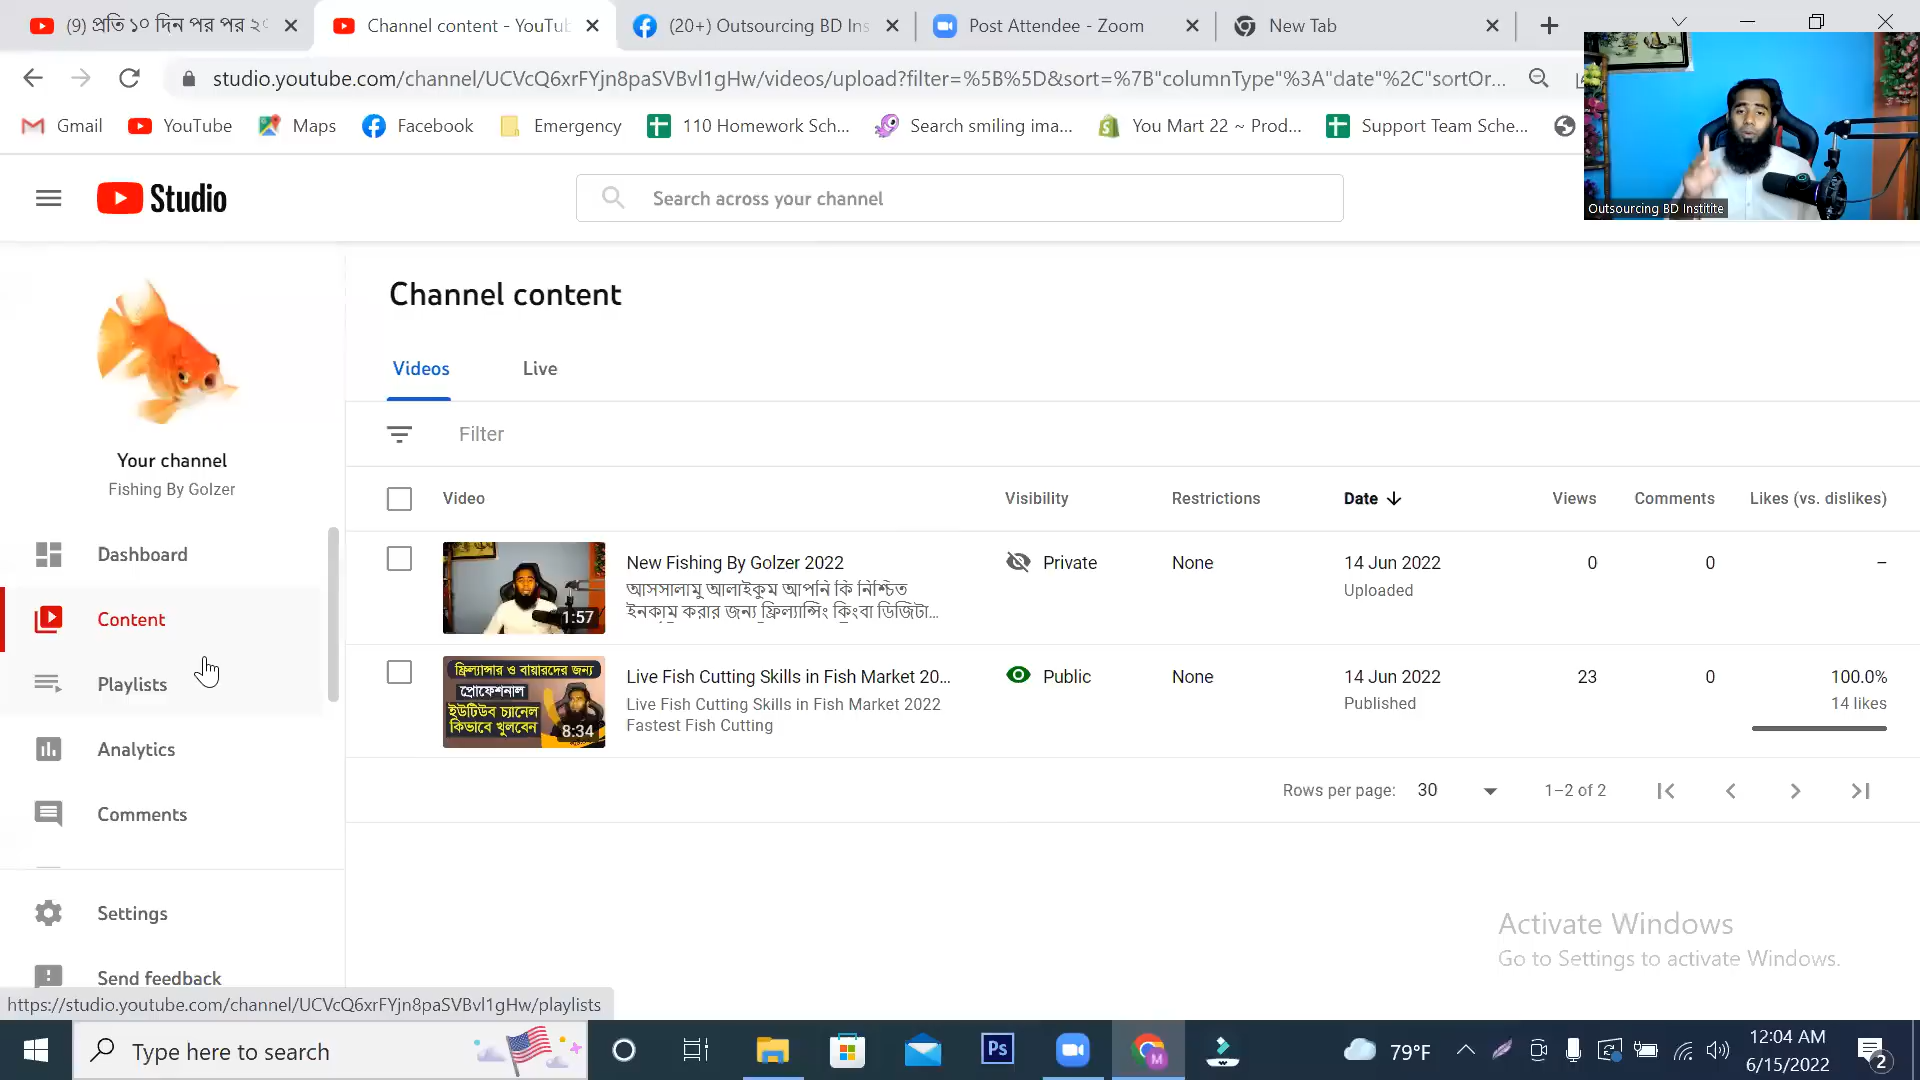 (9) প্রতি ১০ দিন পর পর ২
Channel content - YouTub
(20+) Outsourcing BD Ins
Post Attendee - Zoom
New Tab
studio.youtube.com/channel/UCVcQ6xrFYjn8paSVBvl1gHw/videos/upload?filter=%5B%5D&sort=%7B"columnType"%3A"date"%2C"sortOr...
Gmail
YouTube
Maps
Facebook
Emergency
110 Homework Sch...
Search smiling ima...
You Mart 22 ~ Prod...
Support Team Sche...
Outsourcing BD Institite
Studio
Search across your channel
Your channel
Fishing By Golzer
Dashboard
Content
Playlists
Analytics
Comments
Settings
Send feedback
https://studio.youtube.com/channel/UCVcQ6xrFYjn8paSVBvl1gHw/playlists
Channel content
Videos
Live
Filter
Video
Visibility
Restrictions
Date
Views
Comments
Likes (vs. dislikes)
1:57
New Fishing By Golzer 2022
আসসালামু আলাইকুম আপনি কি নিশ্চিত
ইনকাম করার জন্য ফ্রিল্যান্সিং কিংবা ডিজিটা...
Private
None
14 Jun 2022
Uploaded
0
0
–
ফ্রিল্যান্সার ও বায়ারদের জন্য
প্রোফেশনাল
ইউটিউব চ্যানেল
কিভাবে খুলবেন
8:34
Live Fish Cutting Skills in Fish Market 20...
Live Fish Cutting Skills in Fish Market 2022
Fastest Fish Cutting
Public
None
14 Jun 2022
Published
23
0
100.0%
14 likes
Rows per page:
30
1–2 of 2
Activate Windows
Go to Settings to activate Windows.
Type here to search
Ps
M
79°F
12:04 AM
6/15/2022
2